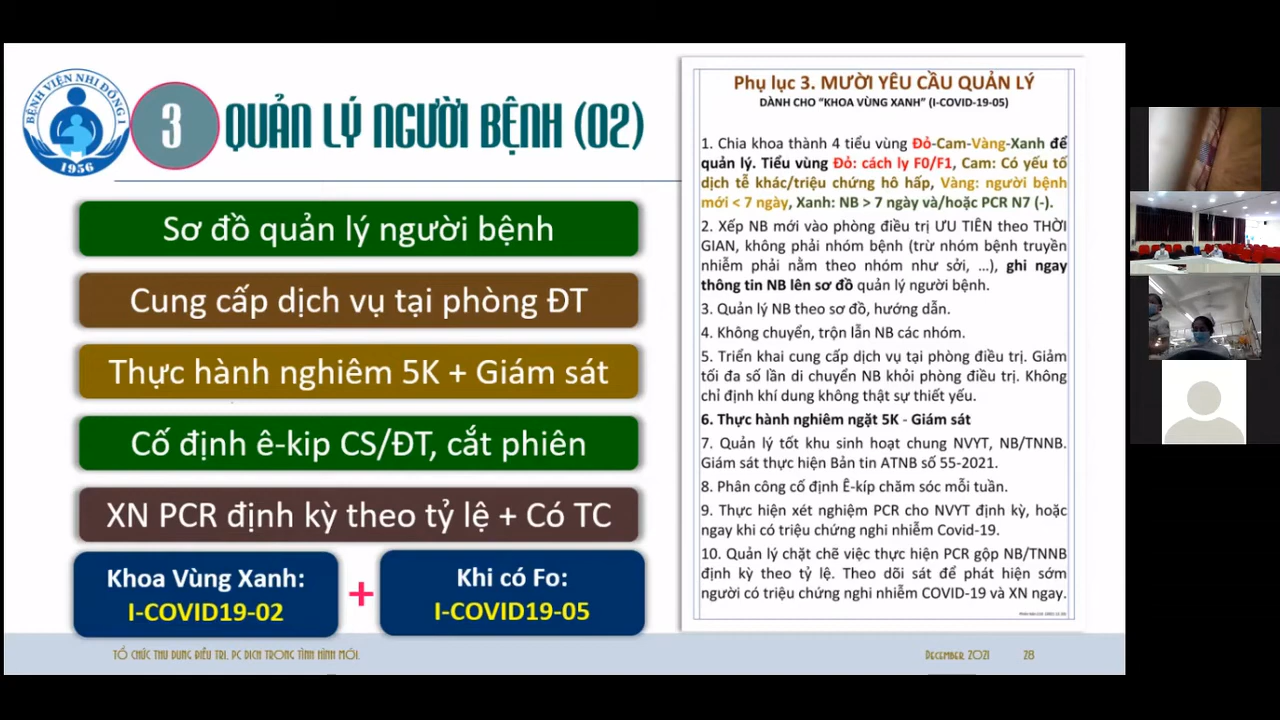 BỆNH VIỆN NHI ĐỒNG 1
1956
3
QUẢN LÝ NGƯỜI BỆNH (02)
Sơ đồ quản lý người bệnh
Cung cấp dịch vụ tại phòng ĐT
Thực hành nghiêm 5K + Giám sát
Cố định ê-kip CS/ĐT, cắt phiên
XN PCR định kỳ theo tỷ lệ + Có TC
Khoa Vùng Xanh:
I-COVID19-02
+
Khi có Fo:
I-COVID19-05
Phụ lục 3. MƯỜI YÊU CẦU QUẢN LÝ
DÀNH CHO “KHOA VÙNG XANH” (I-COVID-19-05)
1. Chia khoa thành 4 tiểu vùng Đỏ-Cam-Vàng-Xanh để
quản lý. Tiểu vùng Đỏ: cách ly F0/F1, Cam: Có yếu tố
dịch tễ khác/triệu chứng hô hấp, Vàng: người bệnh
mới < 7 ngày, Xanh: NB > 7 ngày và/hoặc PCR N7 (-).
2. Xếp NB mới vào phòng điều trị ƯU TIÊN theo THỜI
GIAN, không phải nhóm bệnh (trừ nhóm bệnh truyền
nhiễm phải nằm theo nhóm như sởi, …), ghi ngay
thông tin NB lên sơ đồ quản lý người bệnh.
3. Quản lý NB theo sơ đồ, hướng dẫn.
4. Không chuyển, trộn lẫn NB các nhóm.
5. Triển khai cung cấp dịch vụ tại phòng điều trị. Giảm
tối đa số lần di chuyển NB khỏi phòng điều trị. Không
chỉ định khí dung không thật sự thiết yếu.
6. Thực hành nghiêm ngặt 5K - Giám sát
7. Quản lý tốt khu sinh hoạt chung NVYT, NB/TNNB.
Giám sát thực hiện Bản tin ATNB số 55-2021.
8. Phân công cố định Ê-kíp chăm sóc mỗi tuần.
9. Thực hiện xét nghiệm PCR cho NVYT định kỳ, hoặc
ngay khi có triệu chứng nghi nhiễm Covid-19.
10. Quản lý chặt chẽ việc thực hiện PCR gộp NB/TNNB
định kỳ theo tỷ lệ. Theo dõi sát để phát hiện sớm
người có triệu chứng nghi nhiễm COVID-19 và XN ngay.
TỔ CHỨC THU DUNG ĐIỀU TRỊ, PC DỊCH TRONG TÌNH HÌNH MỚI.
DECEMBER, 2021
28